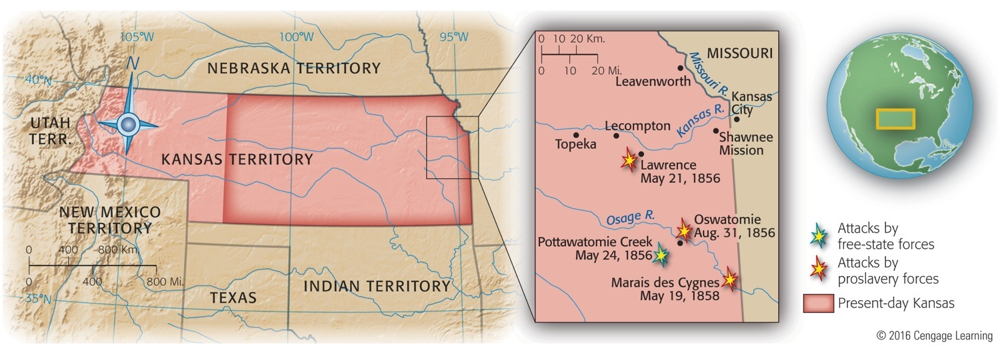 105°W
100°W
95°W
N
NEBRASKA TERRITORY
40°N
UTAH
TERR.
KANSAS TERRITORY
NEW MEXICO
TERRITORY
0 400 800 Km.
0 400 800 Mi.
35°N
TEXAS
INDIAN TERRITORY
0 10 20 Km.
0 10 20 Mi.
MISSOURI
Missouri R.
Leavenworth
Kansas
City
Kansas R.
Lecompton
Topeka
Shawnee
Mission
Lawrence
May 21, 1856
Osage R.
Oswatomie
Aug. 31, 1856
Pottawatomie Creek
May 24, 1856
Marais des Cygnes
May 19, 1858
Attacks by
free-state forces
Attacks by
proslavery forces
Present-day Kansas
© 2016 Cengage Learning